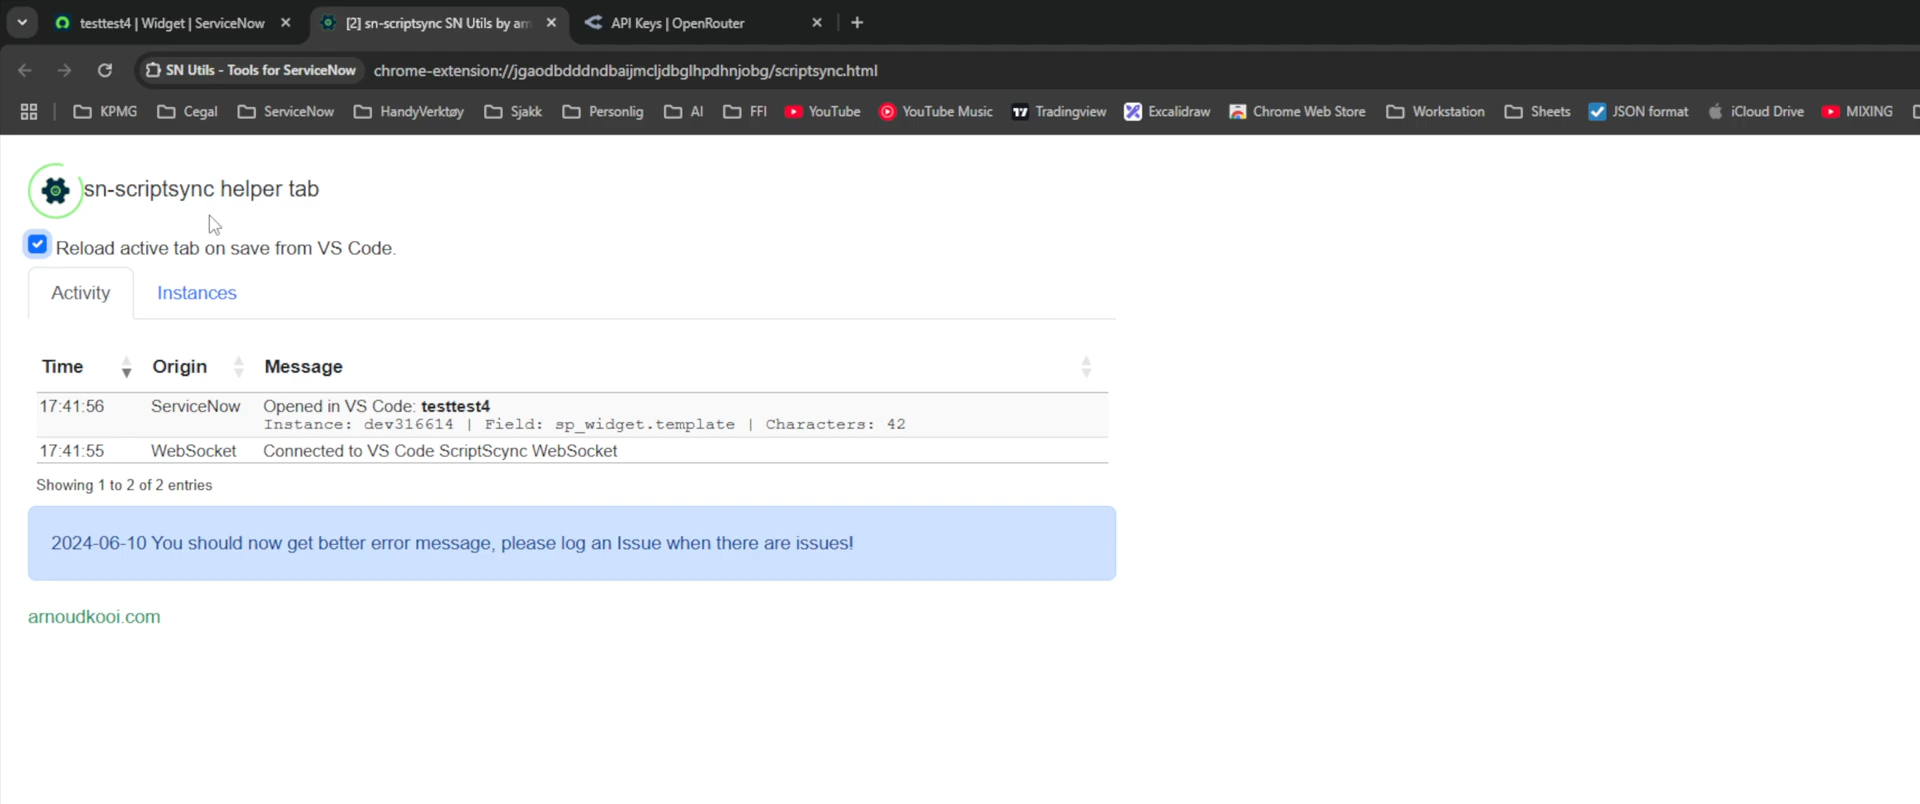 testtest4 | Widget | ServiceNow
[2] sn-scriptsync SN Utils by
API Keys | OpenRouter
SN Utils - Tools for ServiceNow chrome-extension://jgaodbdddndbaijmcljdbglhpdhnjobg/scriptsync.html
KPMG Cegal ServiceNow HandyVerktøy Sjakk Personlig AI FFI YouTube YouTube Music Tradingview Excalidraw Chrome Web Store Workstation Sheets JSON format iCloud Drive MIXING
sn-scriptsync helper tab
Reload active tab on save from VS Code.
Activity Instances
Time Origin Message
17:41:56 ServiceNow Opened in VS Code: testtest4
Instance: dev316614 | Field: sp_widget.template | Characters: 42
17:41:55 WebSocket Connected to VS Code ScriptScync WebSocket
Showing 1 to 2 of 2 entries
2024-06-10 You should now get better error message, please log an Issue when there are issues!
arnoudkooi.com